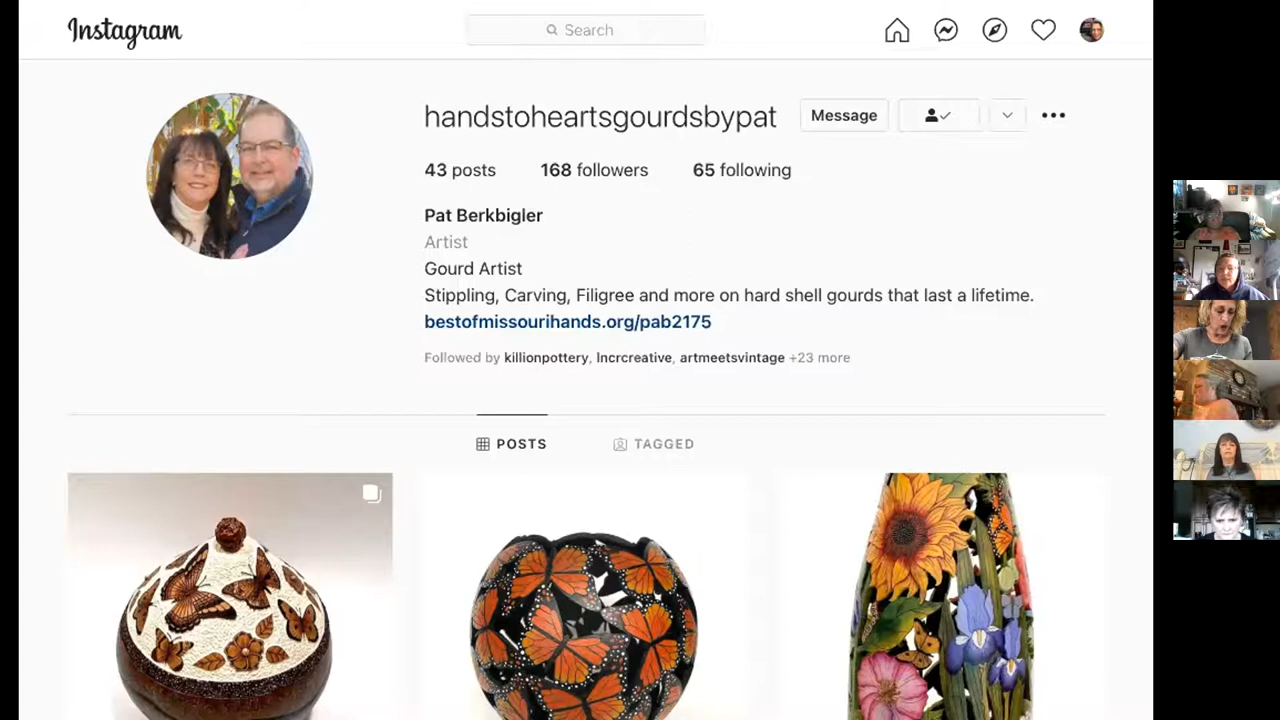 Instagram
Search
handstoheartsgourdsbypat Message
43 posts 168 followers 65 following
Pat Berkbigler
Artist
Gourd Artist
Stippling, Carving, Filigree and more on hard shell gourds that last a lifetime.
bestofmissourihands.org/pab2175
Followed by killionpottery, lncrcreative, artmeetsvintage +23 more
POSTS TAGGED